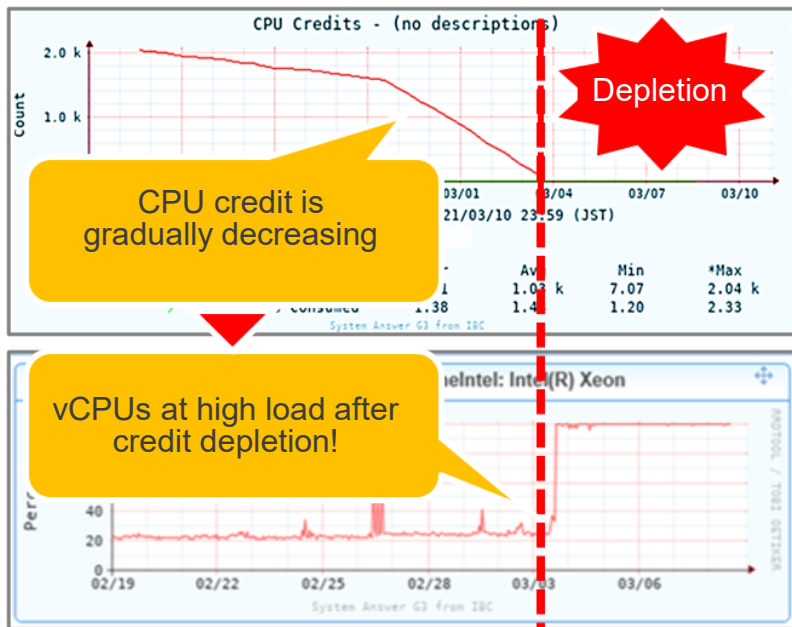 CPU Credits - (no descriptions)
2.0 k
1.0 k
Count
Depletion
CPU credit is
gradually decreasing
03/01 03/04 03/07 03/10
21/03/10 23:59 (JST)
Min *Max
1.03 k 7.07 2.04 k
Consumed 1.38 1.20 2.33
System Answer G3 from IBC
Intel(R) Xeon
vCPUs at high load after
credit depletion!
40
20
0
02/19 02/22 02/25 02/28 03/03 03/06
System Answer G3 from IBC
RRDTOOL / TOBI OETIKER